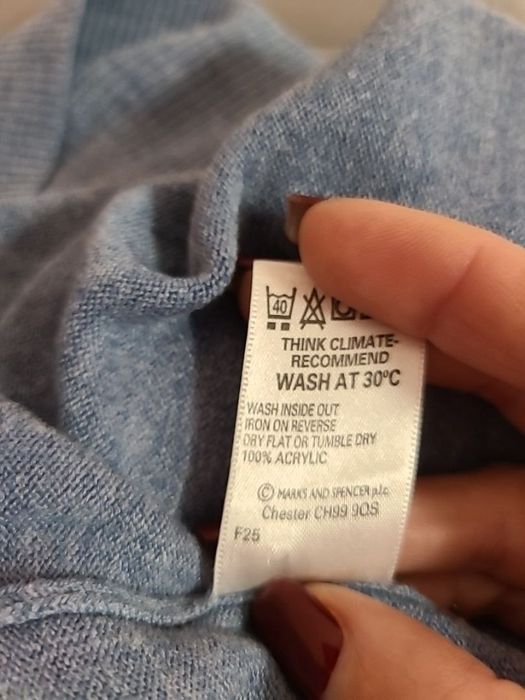 40
THINK CLIMATE-
RECOMMEND
WASH AT 30ºC
WASH INSIDE OUT
IRON ON REVERSE
DRY FLAT OR TUMBLE DRY
100% ACRYLIC
© MARKS AND SPENCER p.l.c.
Chester CH99 9QS
F25